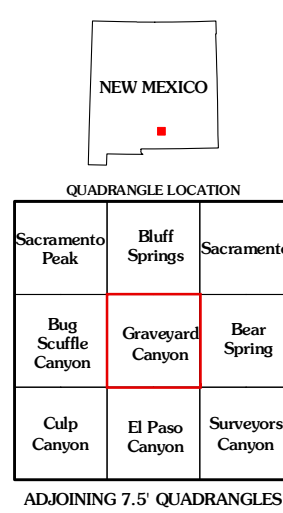 NEW MEXICO
QUADRANGLE LOCATION
Sacramento
Peak
Bluff
Springs
Sacramento
Bug
Scuffle
Canyon
Graveyard
Canyon
Bear
Spring
Culp
Canyon
El Paso
Canyon
Surveyors
Canyon
ADJOINING 7.5' QUADRANGLES